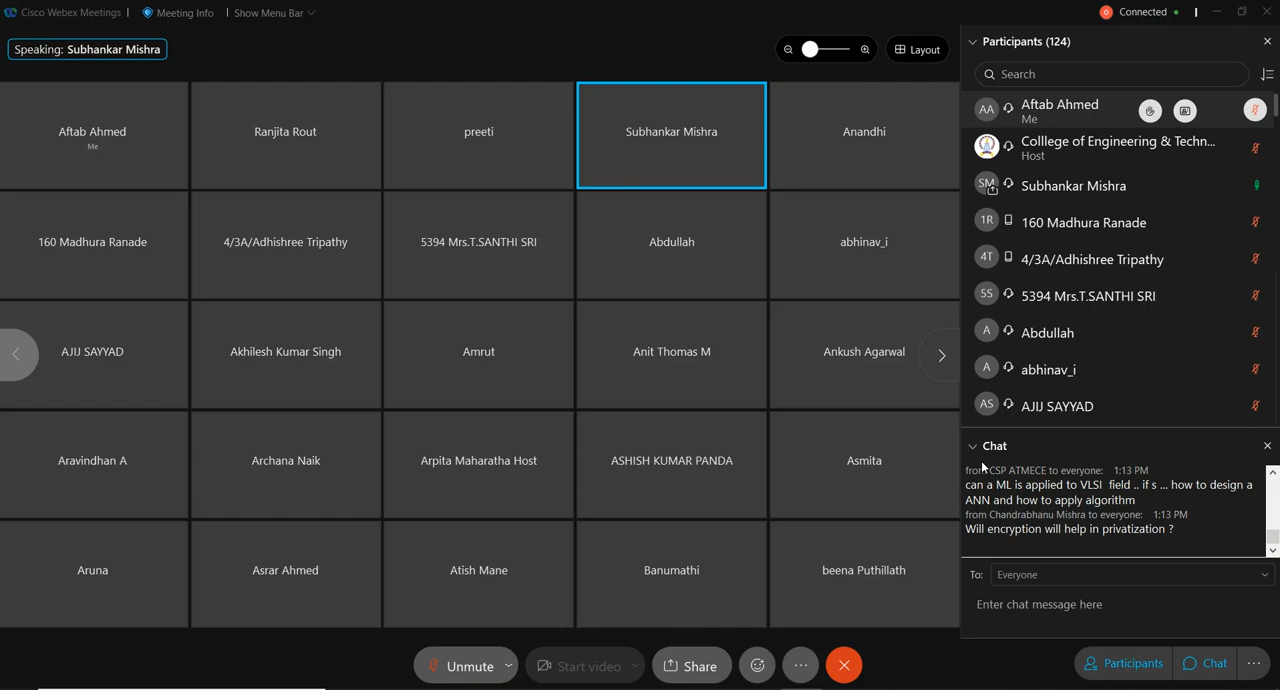 Cisco Webex Meetings
Meeting Info
Show Menu Bar
Connected
Speaking: Subhankar Mishra
Layout
Participants (124)
Search
Aftab Ahmed
Me
Ranjita Rout
preeti
Subhankar Mishra
Anandhi
160 Madhura Ranade
4/3A/Adhishree Tripathy
5394 Mrs.T.SANTHI SRI
Abdullah
abhinav_i
AJIJ SAYYAD
Akhilesh Kumar Singh
Amrut
Anit Thomas M
Ankush Agarwal
Aravindhan A
Archana Naik
Arpita Maharatha Host
ASHISH KUMAR PANDA
Asmita
Aruna
Asrar Ahmed
Atish Mane
Banumathi
beena Puthillath
AA
Aftab Ahmed
Me
Colllege of Engineering & Techn...
Host
SM
Subhankar Mishra
1R
160 Madhura Ranade
4T
4/3A/Adhishree Tripathy
5S
5394 Mrs.T.SANTHI SRI
A
Abdullah
A
abhinav_i
AS
AJIJ SAYYAD
Chat
from CSP ATMECE to everyone: 1:13 PM
can a ML is applied to VLSI field .. if s ... how to design a
ANN and how to apply algorithm
from Chandrabhanu Mishra to everyone: 1:13 PM
Will encryption will help in privatization ?
To: Everyone
Enter chat message here
Unmute
Start video
Share
Participants
Chat